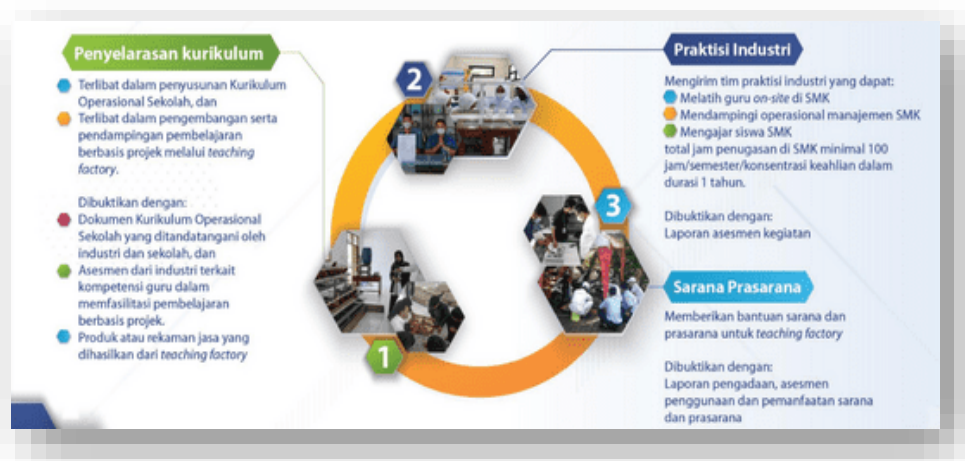 Penyelarasan kurikulum
Terlibat dalam penyusunan Kurikulum
Operasional Sekolah, dan
Terlibat dalam pengembangan serta
pendampingan pembelajaran
berbasis projek melalui teaching
factory.
Dibuktikan dengan:
Dokumen Kurikulum Operasional
Sekolah yang ditandatangani oleh
industri dan sekolah, dan
Asesmen dari industri terkait
kompetensi guru dalam
memfasilitasi pembelajaran
berbasis projek.
Produk atau rekaman jasa yang
dihasilkan dari teaching factory
1
2
3
Praktisi Industri
Mengirim tim praktisi industri yang dapat:
Melatih guru on-site di SMK
Mendampingi operasional manajemen SMK
Mengajar siswa SMK
total jam penugasan di SMK minimal 100
jam/semester/konsentrasi keahlian dalam
durasi 1 tahun.
Dibuktikan dengan:
Laporan asesmen kegiatan
Sarana Prasarana
Memberikan bantuan sarana dan
prasarana untuk teaching factory
Dibuktikan dengan:
Laporan pengadaan, asesmen
penggunaan dan pemanfaatan sarana
dan prasarana